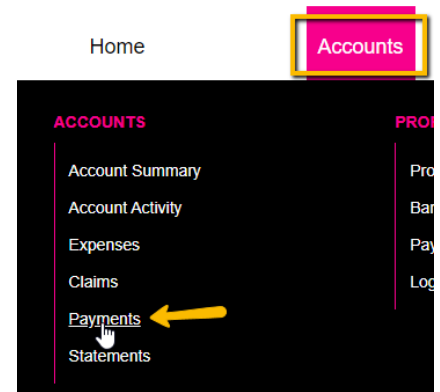 Home
Accounts
ACCOUNTS
Account Summary
Account Activity
Expenses
Claims
Payments
Statements